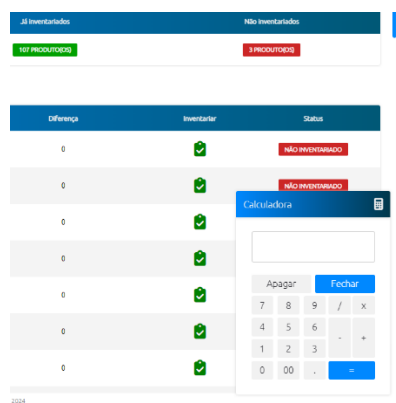 Já Inventariados Não Inventariados
107 PRODUTO(OS) 3 PRODUTO(OS)
Diferença Inventariar Status
0 NÃO INVENTARIADO
0 NÃO INVENTARIADO
0
0
0
0
0
Calculadora
Apagar Fechar
7 8 9 / x
4 5 6 - +
1 2 3
0 00 . =
2024